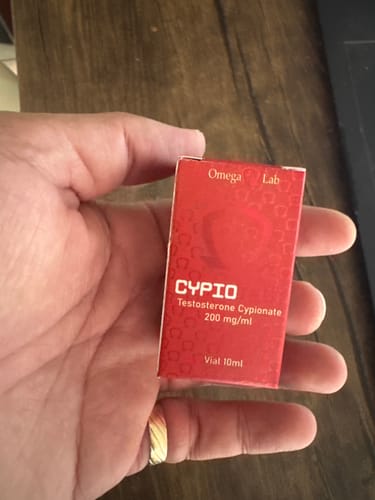 Omega Lab
CYPIO
Testosterone Cypionate
200 mg/ml
Vial 10ml